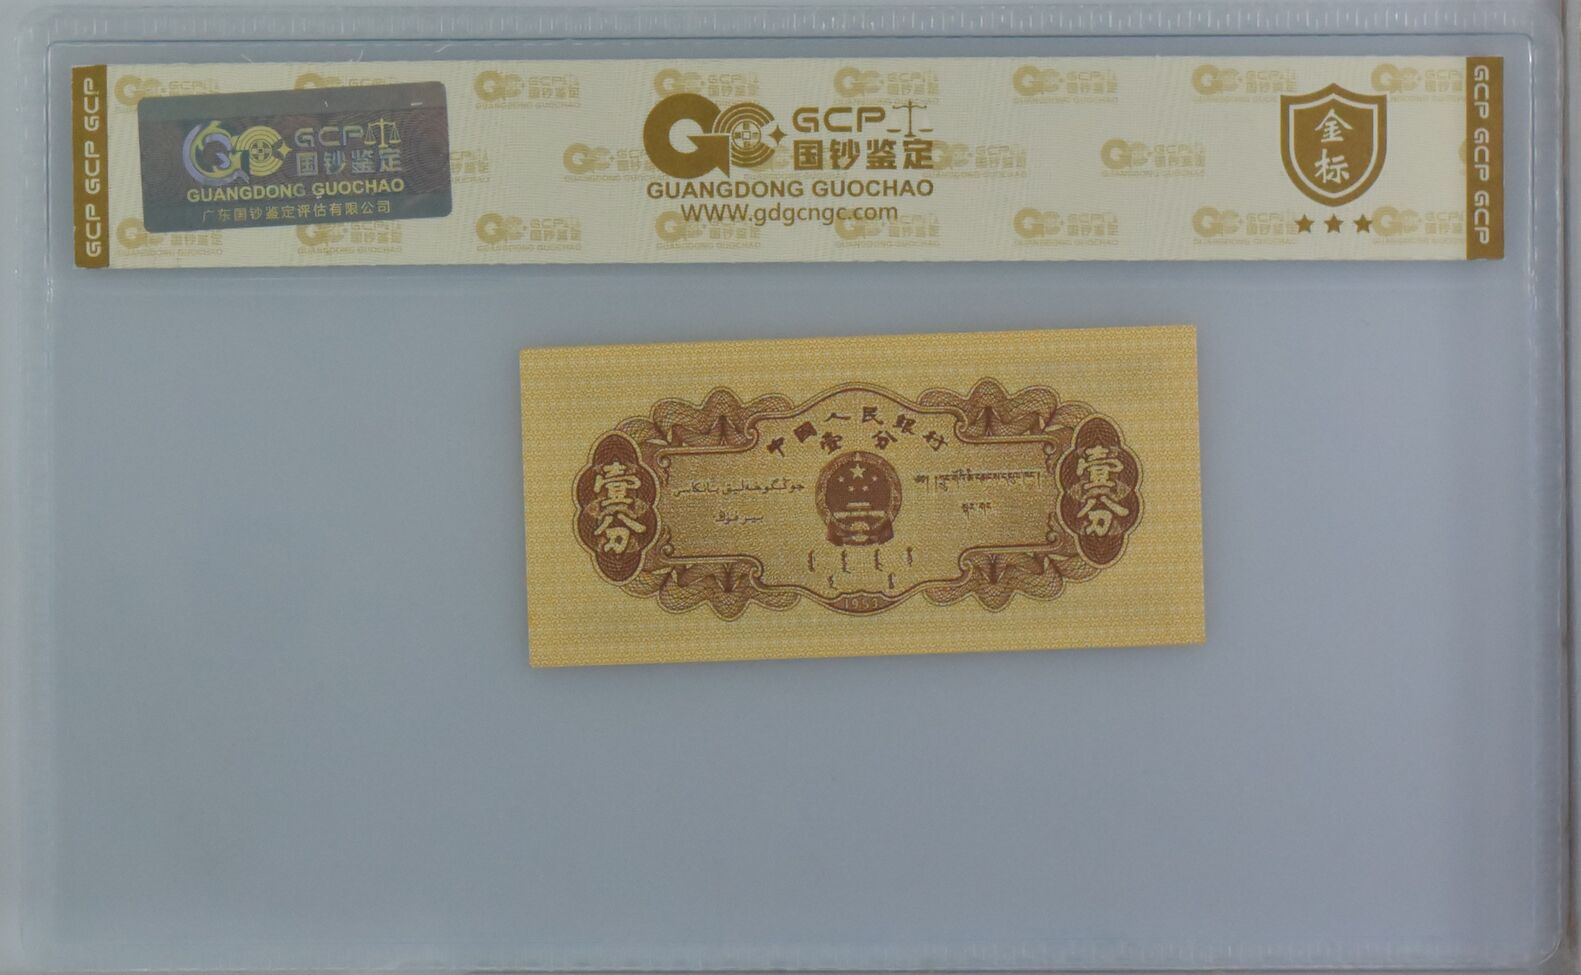 GCP GCP GCP
GCP
国钞鉴定
GUANGDONG GUOCHAO
广东国钞鉴定评估有限公司
GCP
国钞鉴定
GUANGDONG GUOCHAO
WWW.gdgcngc.com
金标
GCP GCP GCP
中国人民银行
壹分
壹分
壹分
1953